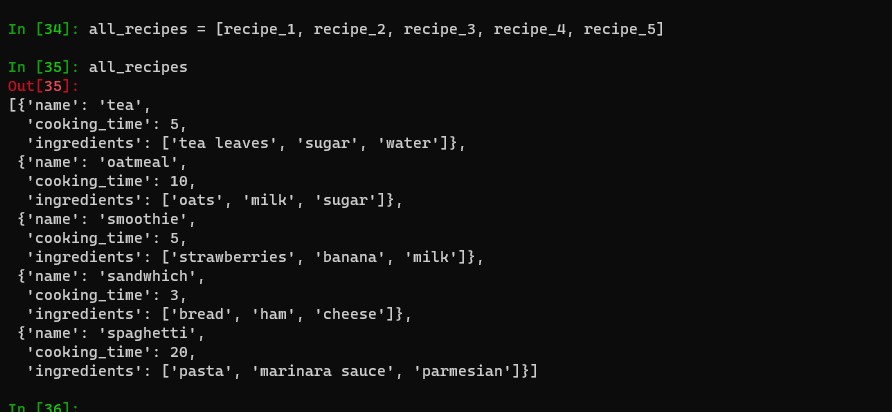 In [34]: all_recipes = [recipe_1, recipe_2, recipe_3, recipe_4, recipe_5]
In [35]: all_recipes
Out[35]:
[{'name': 'tea',
  'cooking_time': 5,
  'ingredients': ['tea leaves', 'sugar', 'water']},
 {'name': 'oatmeal',
  'cooking_time': 10,
  'ingredients': ['oats', 'milk', 'sugar']},
 {'name': 'smoothie',
  'cooking_time': 5,
  'ingredients': ['strawberries', 'banana', 'milk']},
 {'name': 'sandwhich',
  'cooking_time': 3,
  'ingredients': ['bread', 'ham', 'cheese']},
 {'name': 'spaghetti',
  'cooking_time': 20,
  'ingredients': ['pasta', 'marinara sauce', 'parmesian']}]
In [36]: